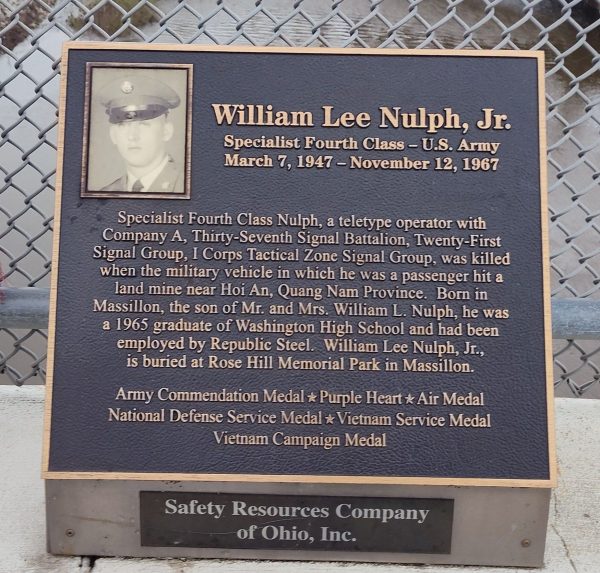 William Lee Nulph, Jr.
Specialist Fourth Class – U.S. Army
March 7, 1947 – November 12, 1967
Specialist Fourth Class Nulph, a teletype operator with
Company A, Thirty-Seventh Signal Battalion, Twenty-First
Signal Group, I Corps Tactical Zone Signal Group, was killed
when the military vehicle in which he was a passenger hit a
land mine near Hoi An, Quang Nam Province. Born in
Massillon, the son of Mr. and Mrs. William L. Nulph, he was
a 1965 graduate of Washington High School and had been
employed by Republic Steel. William Lee Nulph, Jr.,
is buried at Rose Hill Memorial Park in Massillon.
Army Commendation Medal ★ Purple Heart ★ Air Medal
National Defense Service Medal ★ Vietnam Service Medal
Vietnam Campaign Medal
Safety Resources Company
of Ohio, Inc.